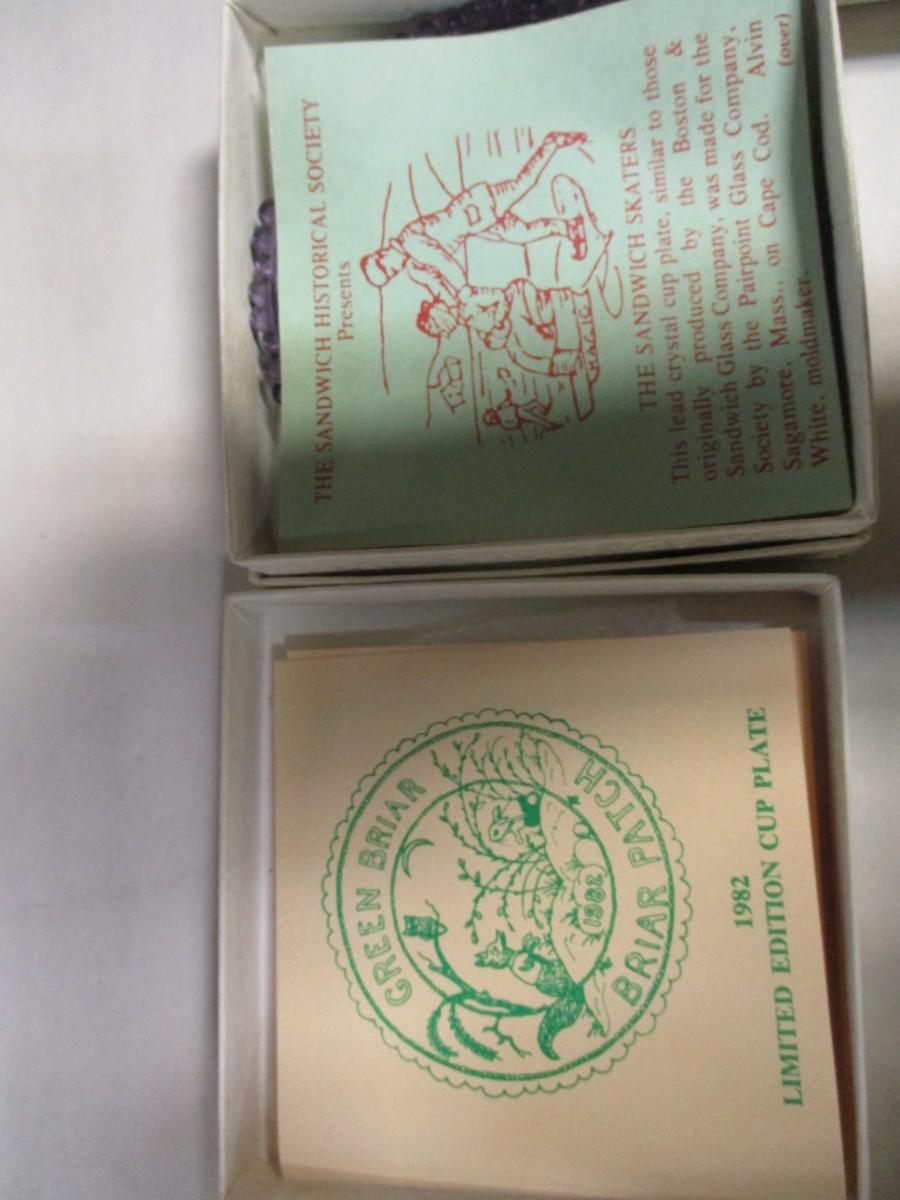 THE SANDWICH HISTORICAL SOCIETY
Presents
THE SANDWICH SKATERS
This lead crystal cup plate, similar to those
originally produced by the Boston &
Sandwich Glass Company, was made for the
Society by the Pairpoint Glass Company,
Sagamore, Mass., on Cape Cod. Alvin
White, moldmaker.
(over)
GREEN BRIAR
1982
BRIAR PATCH
1982
LIMITED EDITION CUP PLATE